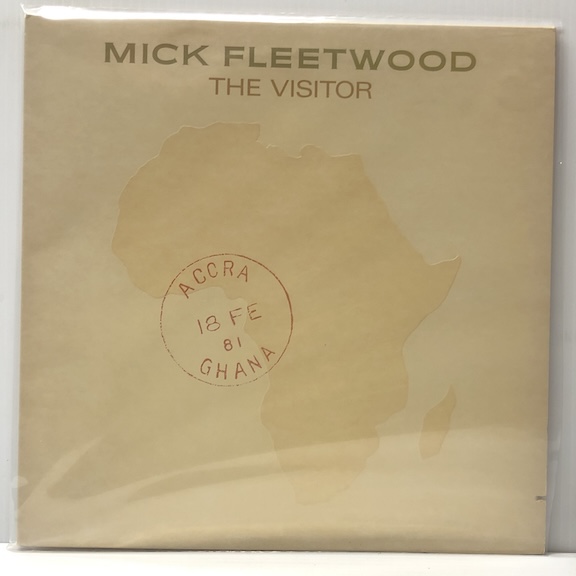 MICK FLEETWOOD
THE VISITOR
ACCRA
18 FE
81
GHANA